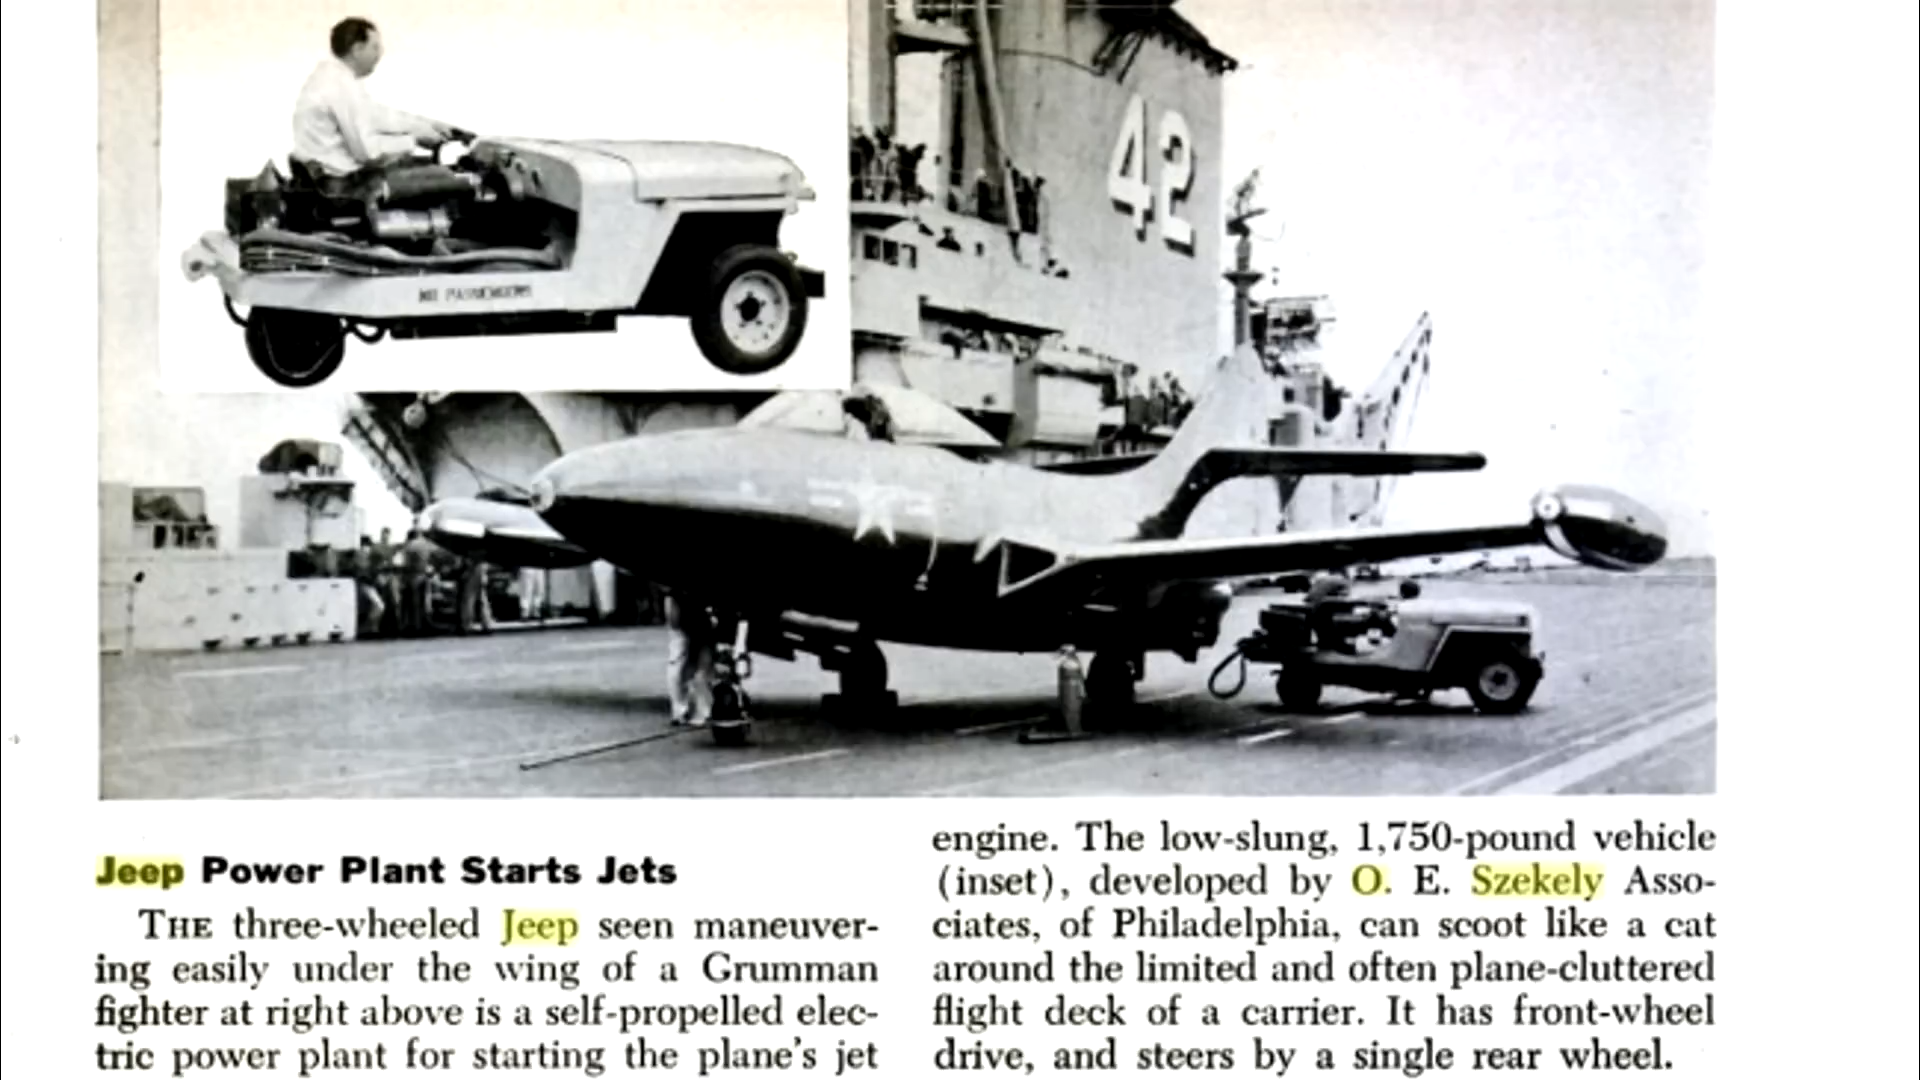 42
NO PASSENGERS
Jeep Power Plant Starts Jets
THE three-wheeled Jeep seen maneuver-
ing easily under the wing of a Grumman
fighter at right above is a self-propelled elec-
tric power plant for starting the plane's jet
engine. The low-slung, 1,750-pound vehicle
(inset), developed by O. E. Szekely Asso-
ciates, of Philadelphia, can scoot like a cat
around the limited and often plane-cluttered
flight deck of a carrier. It has front-wheel
drive, and steers by a single rear wheel.